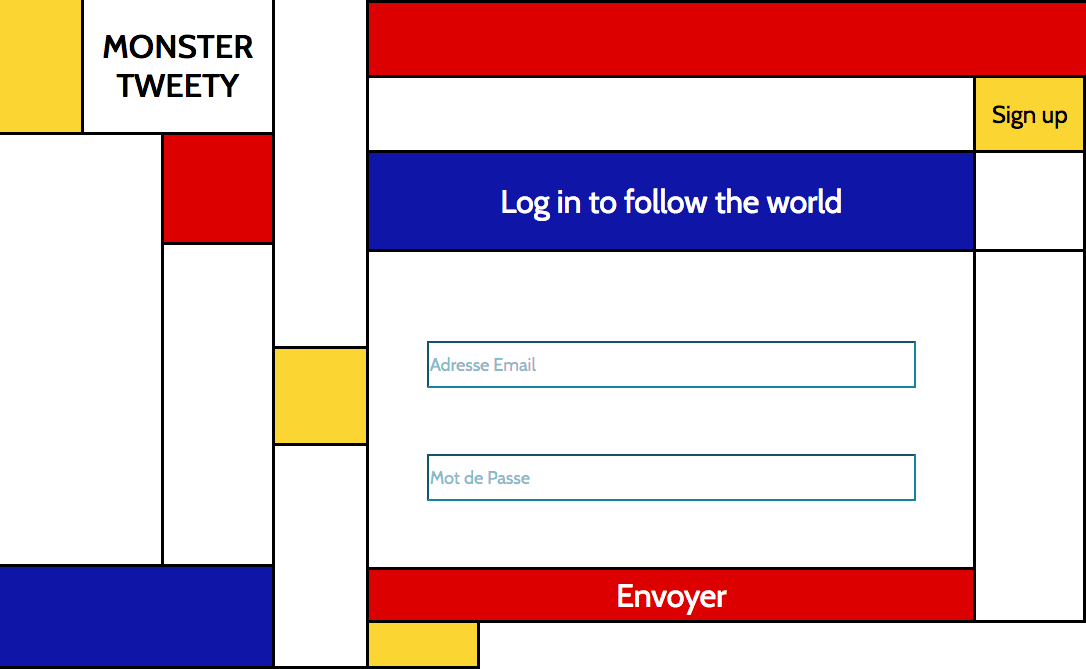 MONSTER
TWEETY
Sign up
Log in to follow the world
Adresse Email
Mot de Passe
Envoyer